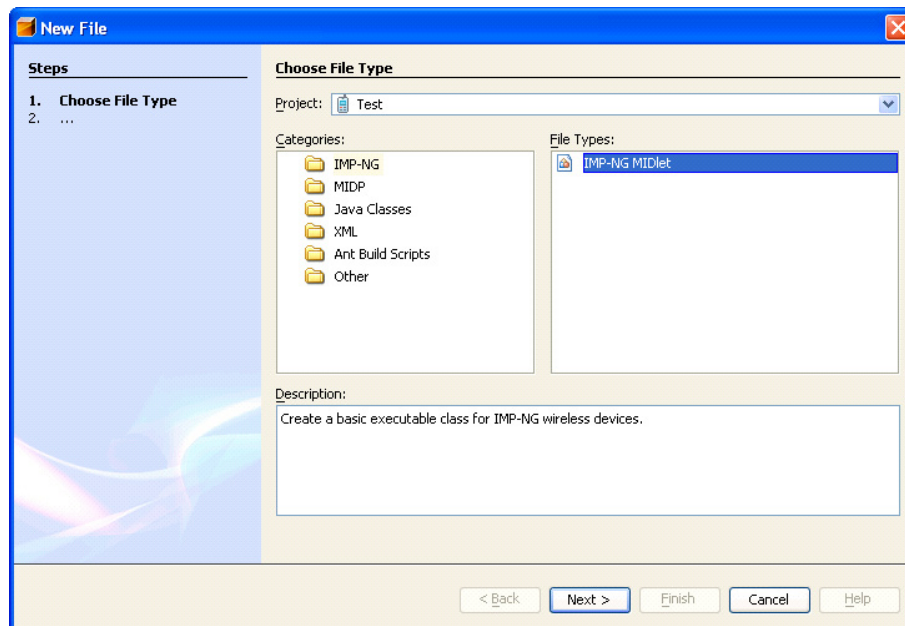 New File
Steps
1. Choose File Type
2. ...
Choose File Type
Project: Test
Categories:
IMP-NG
MIDP
Java Classes
XML
Ant Build Scripts
Other
File Types:
IMP-NG MIDlet
Description:
Create a basic executable class for IMP-NG wireless devices.
< Back Next > Finish Cancel Help